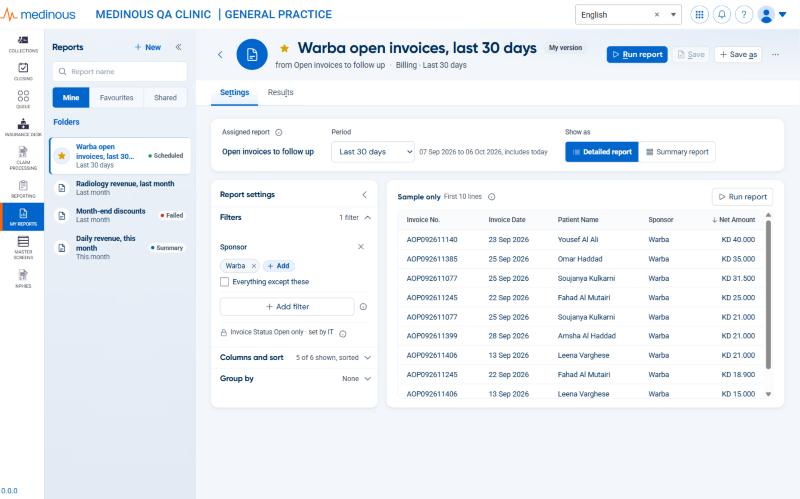 medinous
MEDINOUS QA CLINIC | GENERAL PRACTICE
English
COLLECTIONS
CLOSING
QUEUE
INSURANCE DESK
CLAIM PROCESSING
REPORTING
MY REPORTS
MASTER SCREENS
NPHIES
0.0.0
Reports
+ New
Report name
Mine
Favourites
Shared
Folders
Warba open invoices, last 30...
Last 30 days
Scheduled
Radiology revenue, last month
Last month
Month-end discounts
Last month
Failed
Daily revenue, this month
This month
Summary
Warba open invoices, last 30 days
My version
from Open invoices to follow up · Billing · Last 30 days
Run report
Save
+ Save as
Settings
Results
Assigned report
Open invoices to follow up
Period
Last 30 days
07 Sep 2026 to 06 Oct 2026, includes today
Show as
Detailed report
Summary report
Report settings
Filters
1 filter
Sponsor
Warba ×
+ Add
Everything except these
+ Add filter
Invoice Status Open only · set by IT
Columns and sort
5 of 6 shown, sorted
Group by
None
Sample only First 10 lines
Run report
Invoice No. Invoice Date Patient Name Sponsor ↓ Net Amount
AOP092611140 23 Sep 2026 Yousef Al Ali Warba KD 40.000
AOP092611385 25 Sep 2026 Omar Haddad Warba KD 35.000
AOP092611077 25 Sep 2026 Soujanya Kulkarni Warba KD 31.500
AOP092611245 22 Sep 2026 Fahad Al Mutairi Warba KD 25.000
AOP092611077 25 Sep 2026 Soujanya Kulkarni Warba KD 21.000
AOP092611399 28 Sep 2026 Amsha Al Haddad Warba KD 21.000
AOP092611406 13 Sep 2026 Leena Varghese Warba KD 21.000
AOP092611245 22 Sep 2026 Fahad Al Mutairi Warba KD 18.900
AOP092611406 13 Sep 2026 Leena Varghese Warba KD 15.000